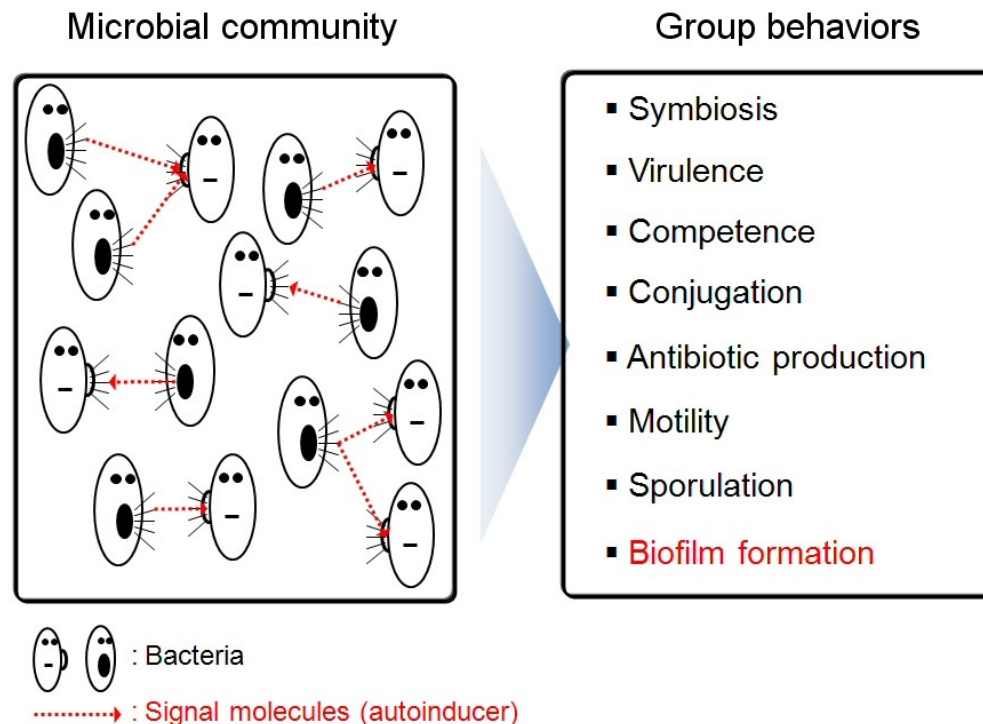 Microbial community
Group behaviors
▪ Symbiosis
▪ Virulence
▪ Competence
▪ Conjugation
▪ Antibiotic production
▪ Motility
▪ Sporulation
▪ Biofilm formation
: Bacteria
: Signal molecules (autoinducer)